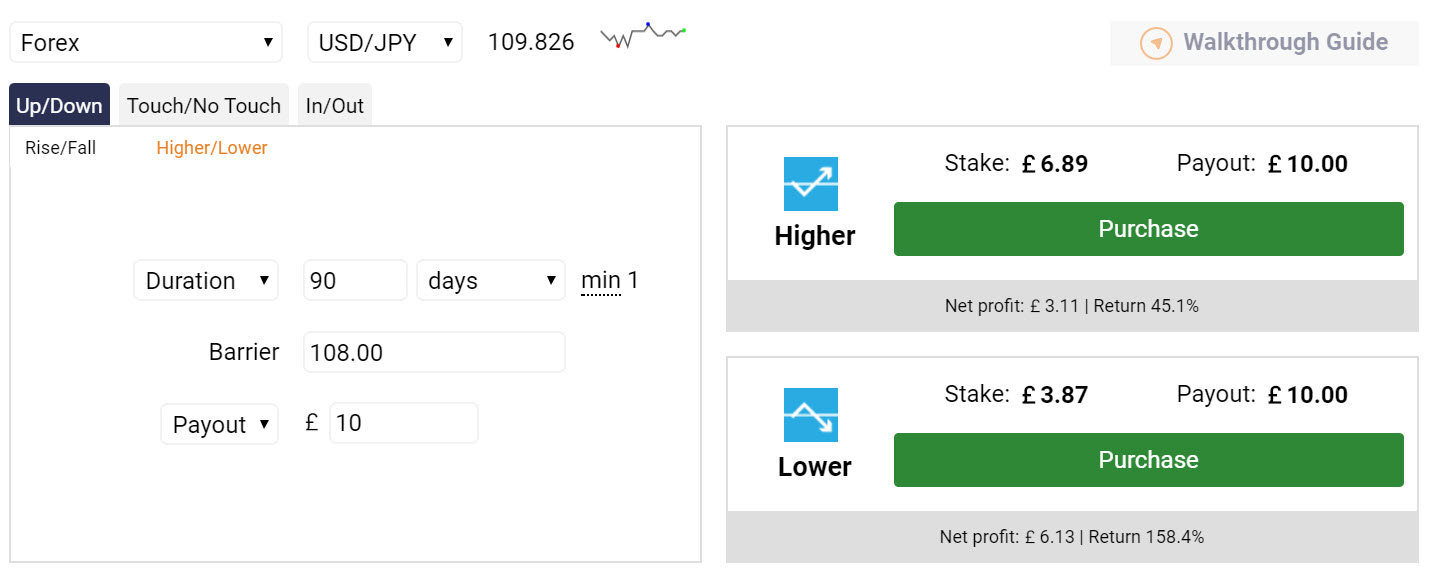 Forex
USD/JPY
109.826
Walkthrough Guide
Up/Down
Touch/No Touch
In/Out
Rise/Fall
Higher/Lower
Duration
90
days
min 1
Barrier
108.00
Payout
£
10
Higher
Stake: £ 6.89
Payout: £ 10.00
Purchase
Net profit: £ 3.11 | Return 45.1%
Lower
Stake: £ 3.87
Payout: £ 10.00
Purchase
Net profit: £ 6.13 | Return 158.4%